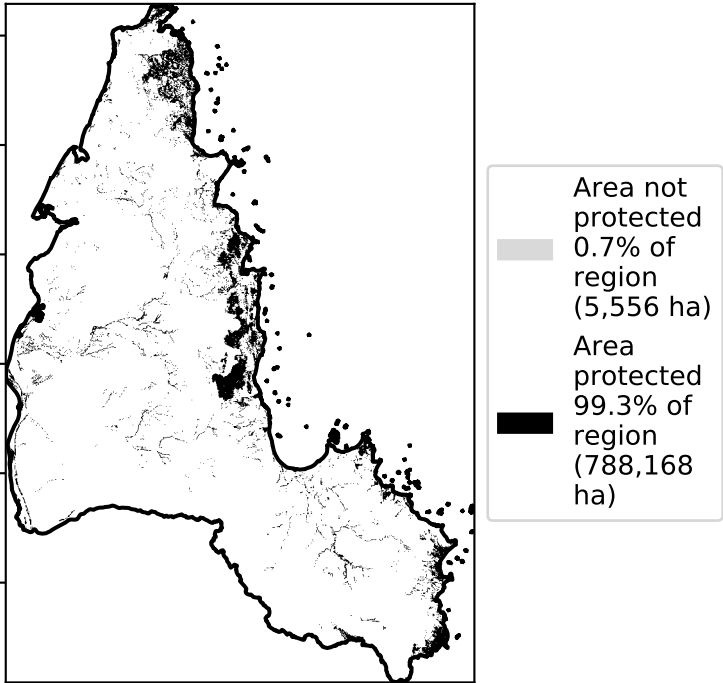 Area not
protected
0.7% of
region
(5,556 ha)
Area
protected
99.3% of
region
(788,168
ha)